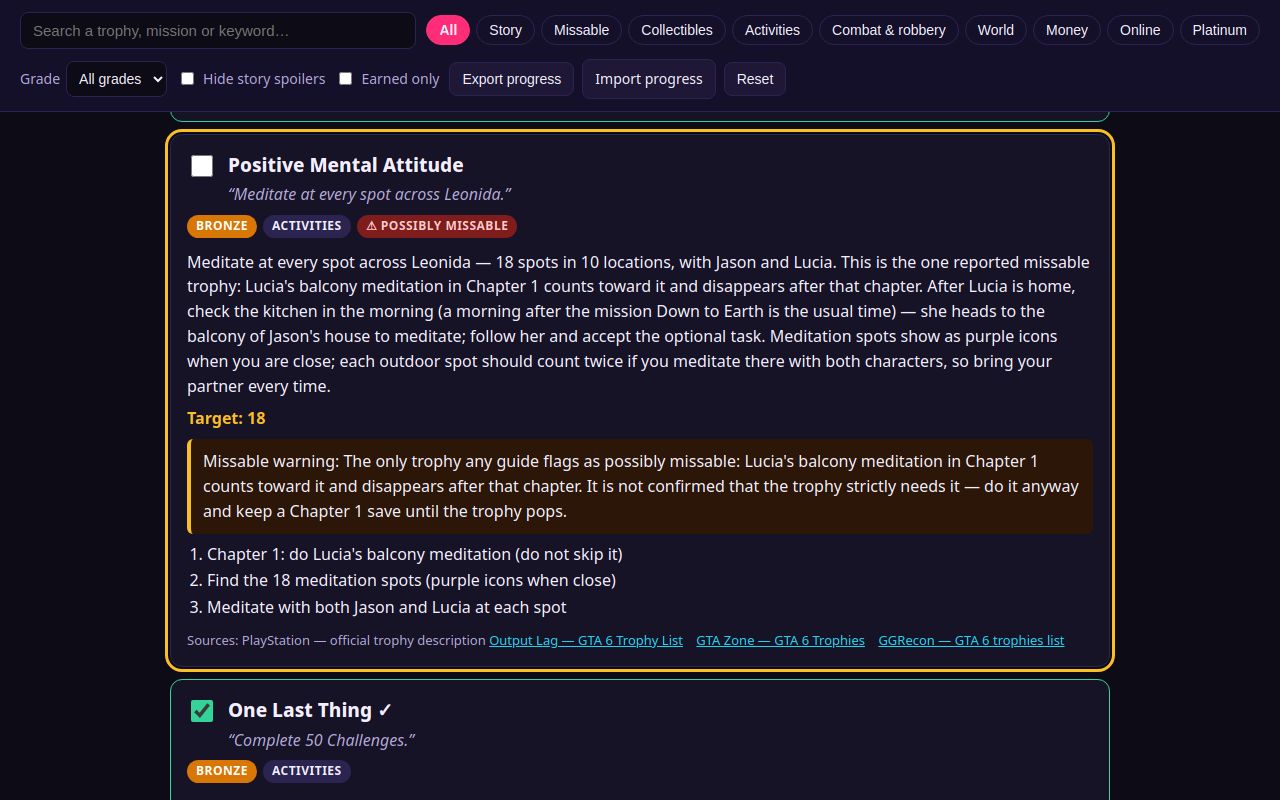 Search a trophy, mission or keyword…
All
Story
Missable
Collectibles
Activities
Combat & robbery
World
Money
Online
Platinum
Grade
All grades
Hide story spoilers
Earned only
Export progress
Import progress
Reset
Positive Mental Attitude
“Meditate at every spot across Leonida.”
BRONZE
ACTIVITIES
⚠ POSSIBLY MISSABLE
Meditate at every spot across Leonida — 18 spots in 10 locations, with Jason and Lucia. This is the one reported missable
trophy: Lucia's balcony meditation in Chapter 1 counts toward it and disappears after that chapter. After Lucia is home,
check the kitchen in the morning (a morning after the mission Down to Earth is the usual time) — she heads to the
balcony of Jason's house to meditate; follow her and accept the optional task. Meditation spots show as purple icons
when you are close; each outdoor spot should count twice if you meditate there with both characters, so bring your
partner every time.
Target: 18
Missable warning: The only trophy any guide flags as possibly missable: Lucia's balcony meditation in Chapter 1
counts toward it and disappears after that chapter. It is not confirmed that the trophy strictly needs it — do it anyway
and keep a Chapter 1 save until the trophy pops.
1. Chapter 1: do Lucia's balcony meditation (do not skip it)
2. Find the 18 meditation spots (purple icons when close)
3. Meditate with both Jason and Lucia at each spot
Sources: PlayStation — official trophy description Output Lag — GTA 6 Trophy List GTA Zone — GTA 6 Trophies GGRecon — GTA 6 trophies list
One Last Thing ✓
“Complete 50 Challenges.”
BRONZE
ACTIVITIES